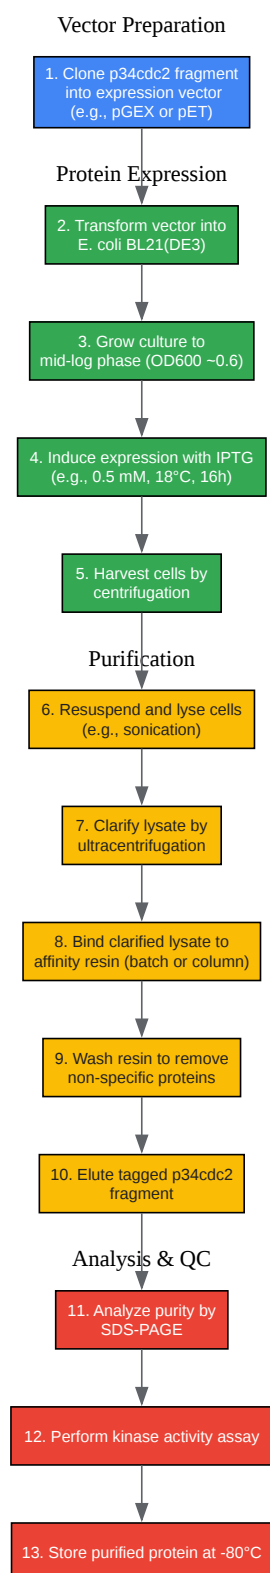 Vector Preparation
1. Clone p34cdc2 fragment
into expression vector
(e.g., pGEX or pET)
Protein Expression
2. Transform vector into
E. coli BL21(DE3)
3. Grow culture to
mid-log phase (OD600 ~0.6)
4. Induce expression with IPTG
(e.g., 0.5 mM, 18°C, 16h)
5. Harvest cells by
centrifugation
Purification
6. Resuspend and lyse cells
(e.g., sonication)
7. Clarify lysate by
ultracentrifugation
8. Bind clarified lysate to
affinity resin (batch or column)
9. Wash resin to remove
non-specific proteins
10. Elute tagged p34cdc2
fragment
Analysis & QC
11. Analyze purity by
SDS-PAGE
12. Perform kinase activity assay
13. Store purified protein at -80°C